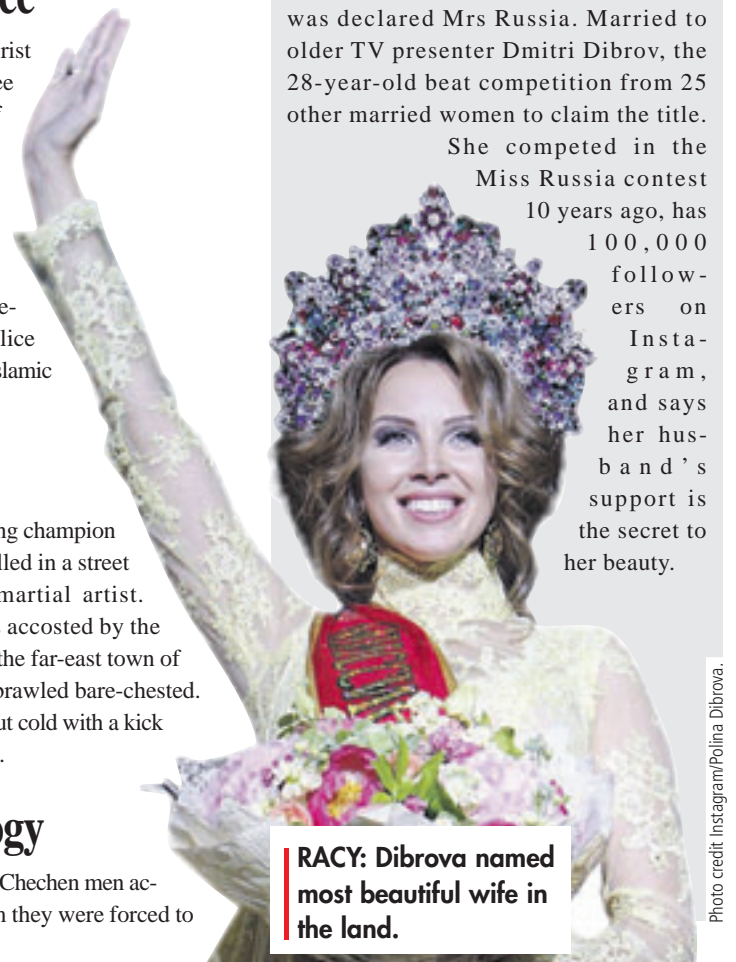 rist
ee
e-
lice
slamic
ng champion
lled in a street
martial artist.
accosted by the
the far-east town of
brawled bare-chested.
ut cold with a kick
ogy
Chechen men ac-
n they were forced to
was declared Mrs Russia. Married to
older TV presenter Dmitri Dibrov, the
28-year-old beat competition from 25
other married women to claim the title.
She competed in the
Miss Russia contest
10 years ago, has
100,000
follow-
ers on
Insta-
gram,
and says
her hus-
band's
support is
the secret to
her beauty.
RACY: Dibrova named
most beautiful wife in
the land.
Photo credit Instagram/Polina Dibrova.